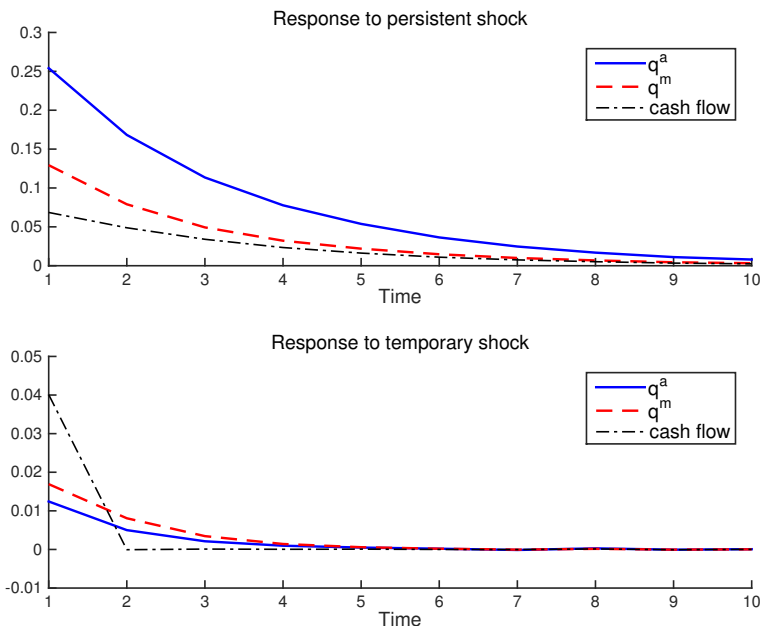 Response to persistent shock
0.3
0.25
0.2
0.15
0.1
0.05
0
q^a
q^m
cash flow
1 2 3 4 5 6 7 8 9 10
Time
Response to temporary shock
0.05
0.04
0.03
0.02
0.01
0
-0.01
q^a
q^m
cash flow
1 2 3 4 5 6 7 8 9 10
Time